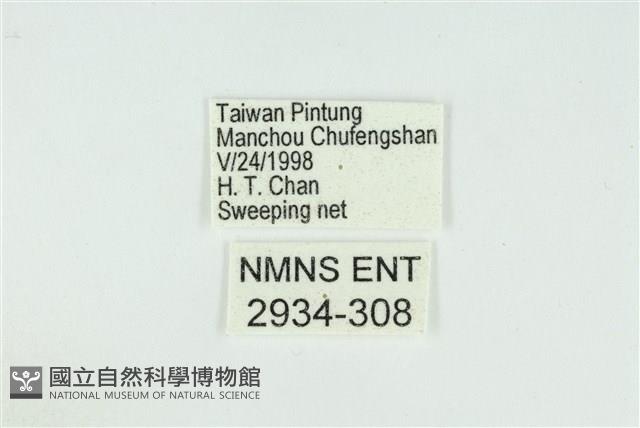 Taiwan Pintung
Manchou Chufengshan
V/24/1998
H. T. Chan
Sweeping net
NMNS ENT
2934-308
國立自然科學博物館
NATIONAL MUSEUM OF NATURAL SCIENCE